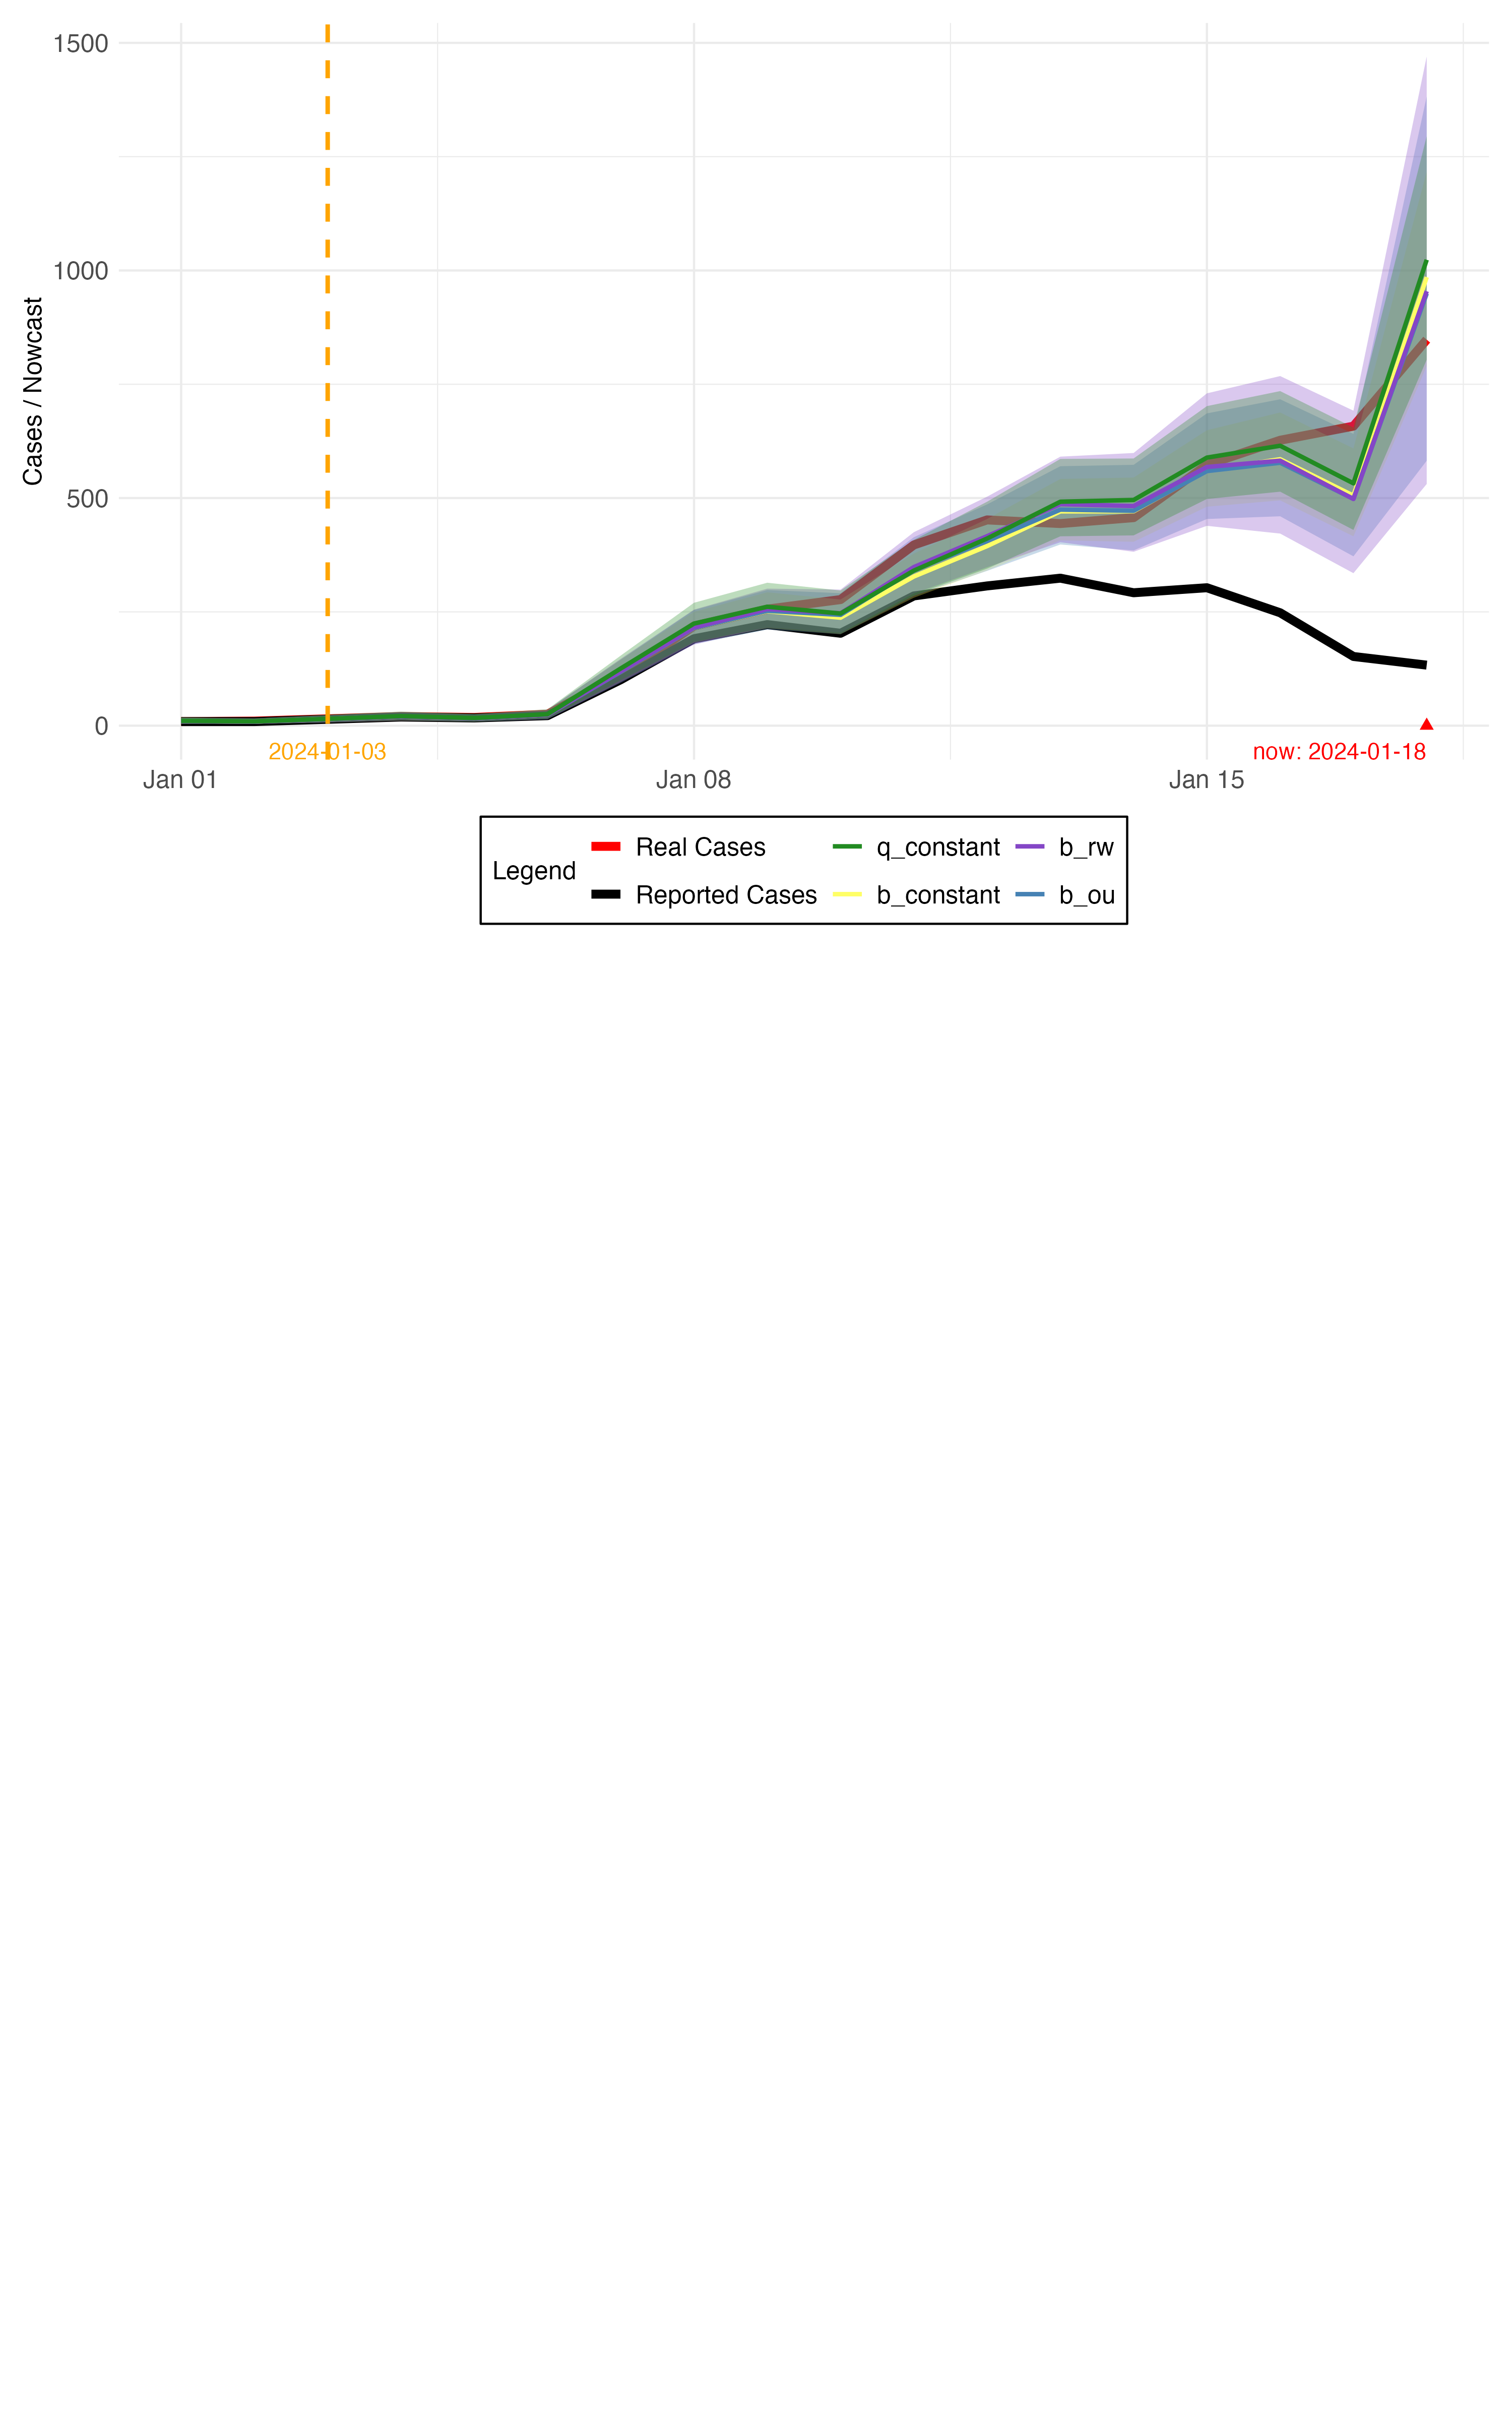 1500
1000
500
0
Cases / Nowcast
2024-01-03
now: 2024-01-18
Jan 01
Jan 08
Jan 15
Legend
Real Cases
Reported Cases
q_constant
b_constant
b_rw
b_ou